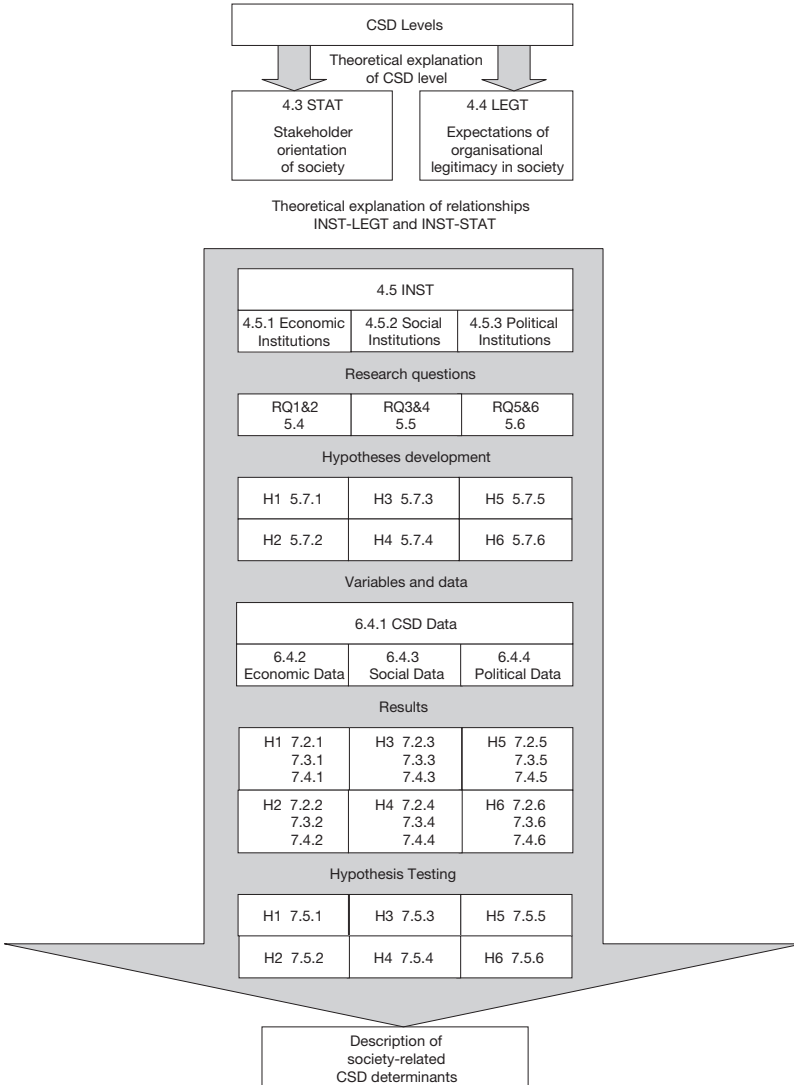 CSD Levels
Theoretical explanation
of CSD level
4.3 STAT
Stakeholder
orientation
of society
4.4 LEGT
Expectations of
organisational
legitimacy in society
Theoretical explanation of relationships
INST-LEGT and INST-STAT
4.5 INST
4.5.1 Economic
Institutions
4.5.2 Social
Institutions
4.5.3 Political
Institutions
Research questions
RQ1&2
5.4
RQ3&4
5.5
RQ5&6
5.6
Hypotheses development
H1 5.7.1
H3 5.7.3
H5 5.7.5
H2 5.7.2
H4 5.7.4
H6 5.7.6
Variables and data
6.4.1 CSD Data
6.4.2
Economic Data
6.4.3
Social Data
6.4.4
Political Data
Results
H1 7.2.1
7.3.1
7.4.1
H3 7.2.3
7.3.3
7.4.3
H5 7.2.5
7.3.5
7.4.5
H2 7.2.2
7.3.2
7.4.2
H4 7.2.4
7.3.4
7.4.4
H6 7.2.6
7.3.6
7.4.6
Hypothesis Testing
H1 7.5.1
H3 7.5.3
H5 7.5.5
H2 7.5.2
H4 7.5.4
H6 7.5.6
Description of
society-related
CSD determinants